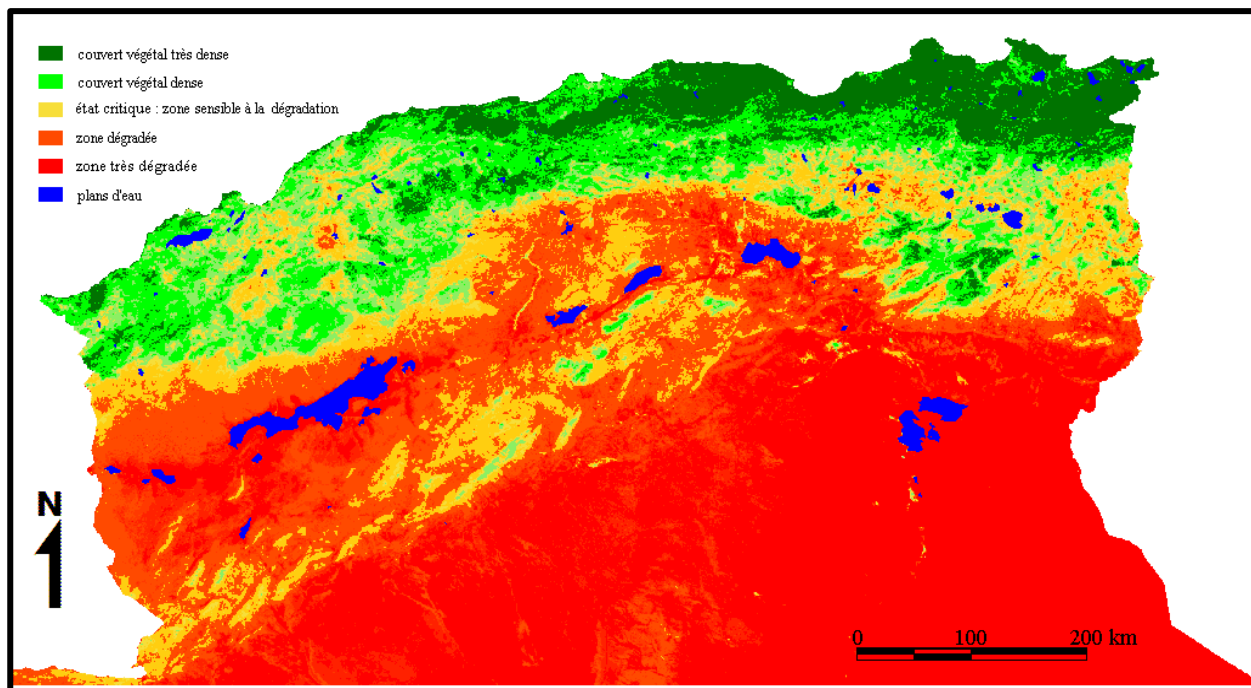 couvert végétal très dense
couvert végétal dense
état critique : zone sensible à la dégradation
zone dégradée
zone très dégradée
plans d'eau
N
0 100 200 km